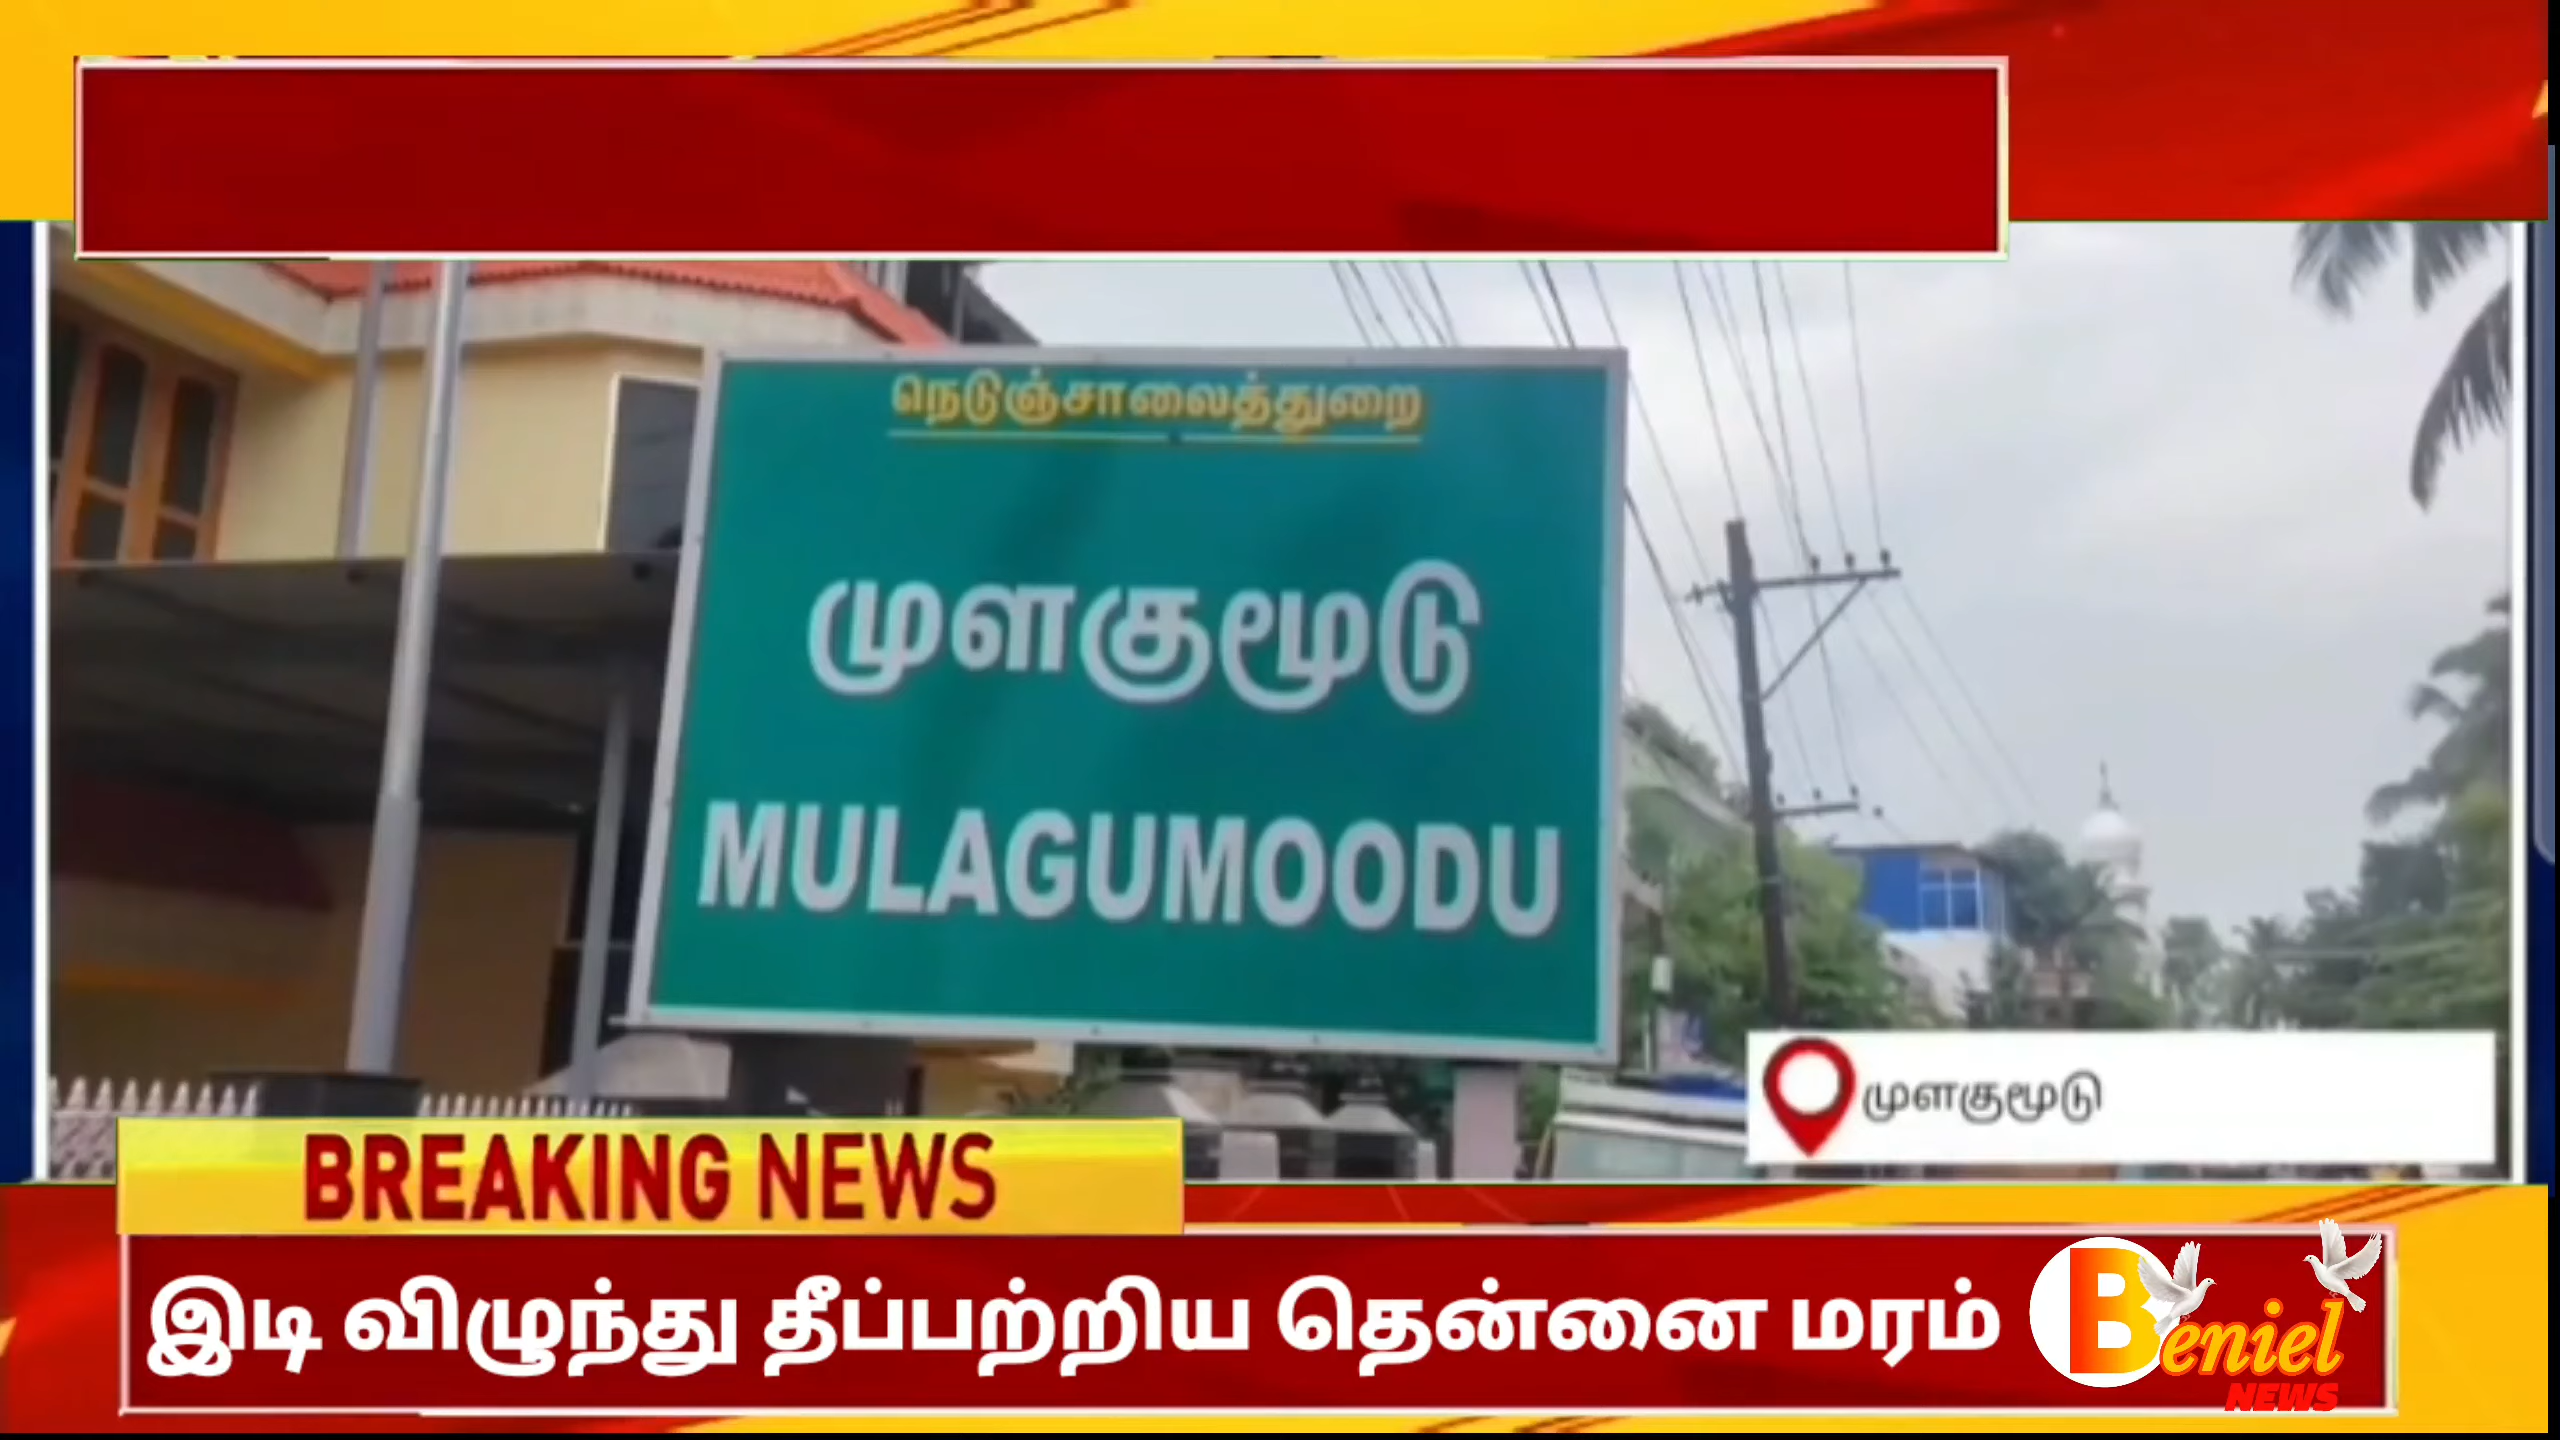 நெடுஞ்சாலைத்துறை
முளகுமூடு
MULAGUMOODU
முளகுமூடு
BREAKING NEWS
இடி விழுந்து தீப்பற்றிய தென்னை மரம்
Beniel
NEWS